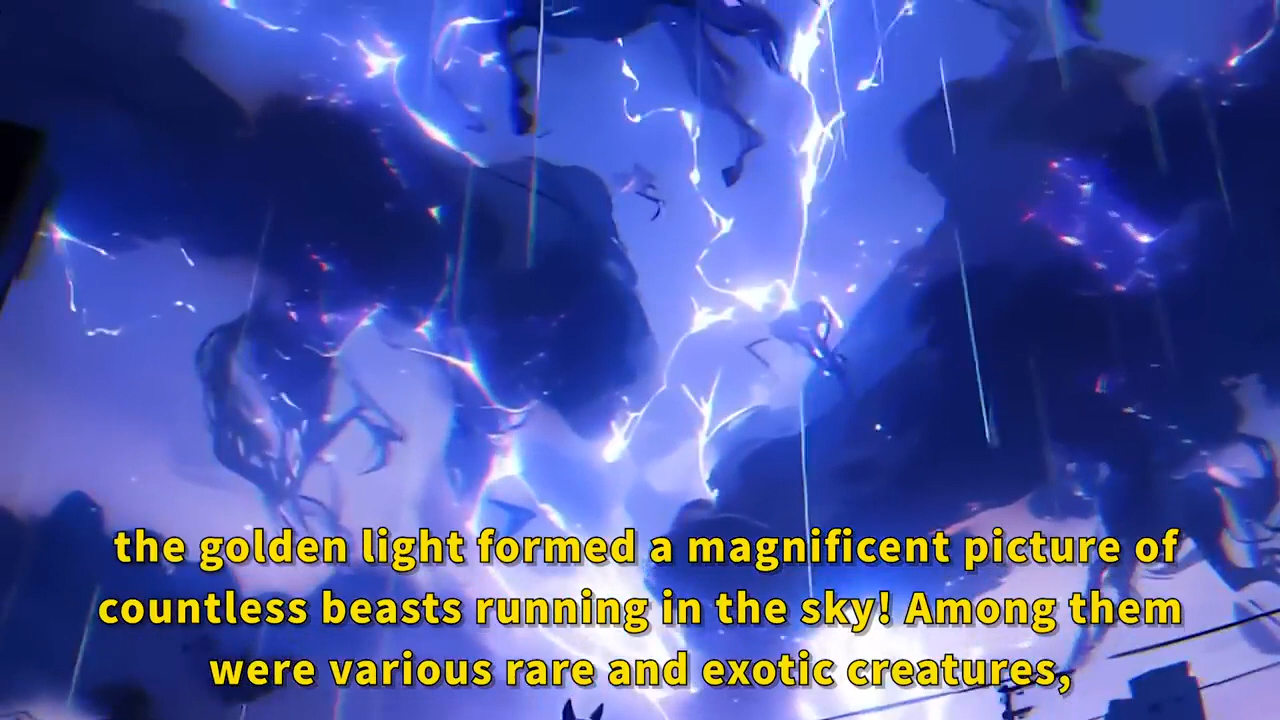 the golden light formed a magnificent picture of
countless beasts running in the sky! Among them
were various rare and exotic creatures,